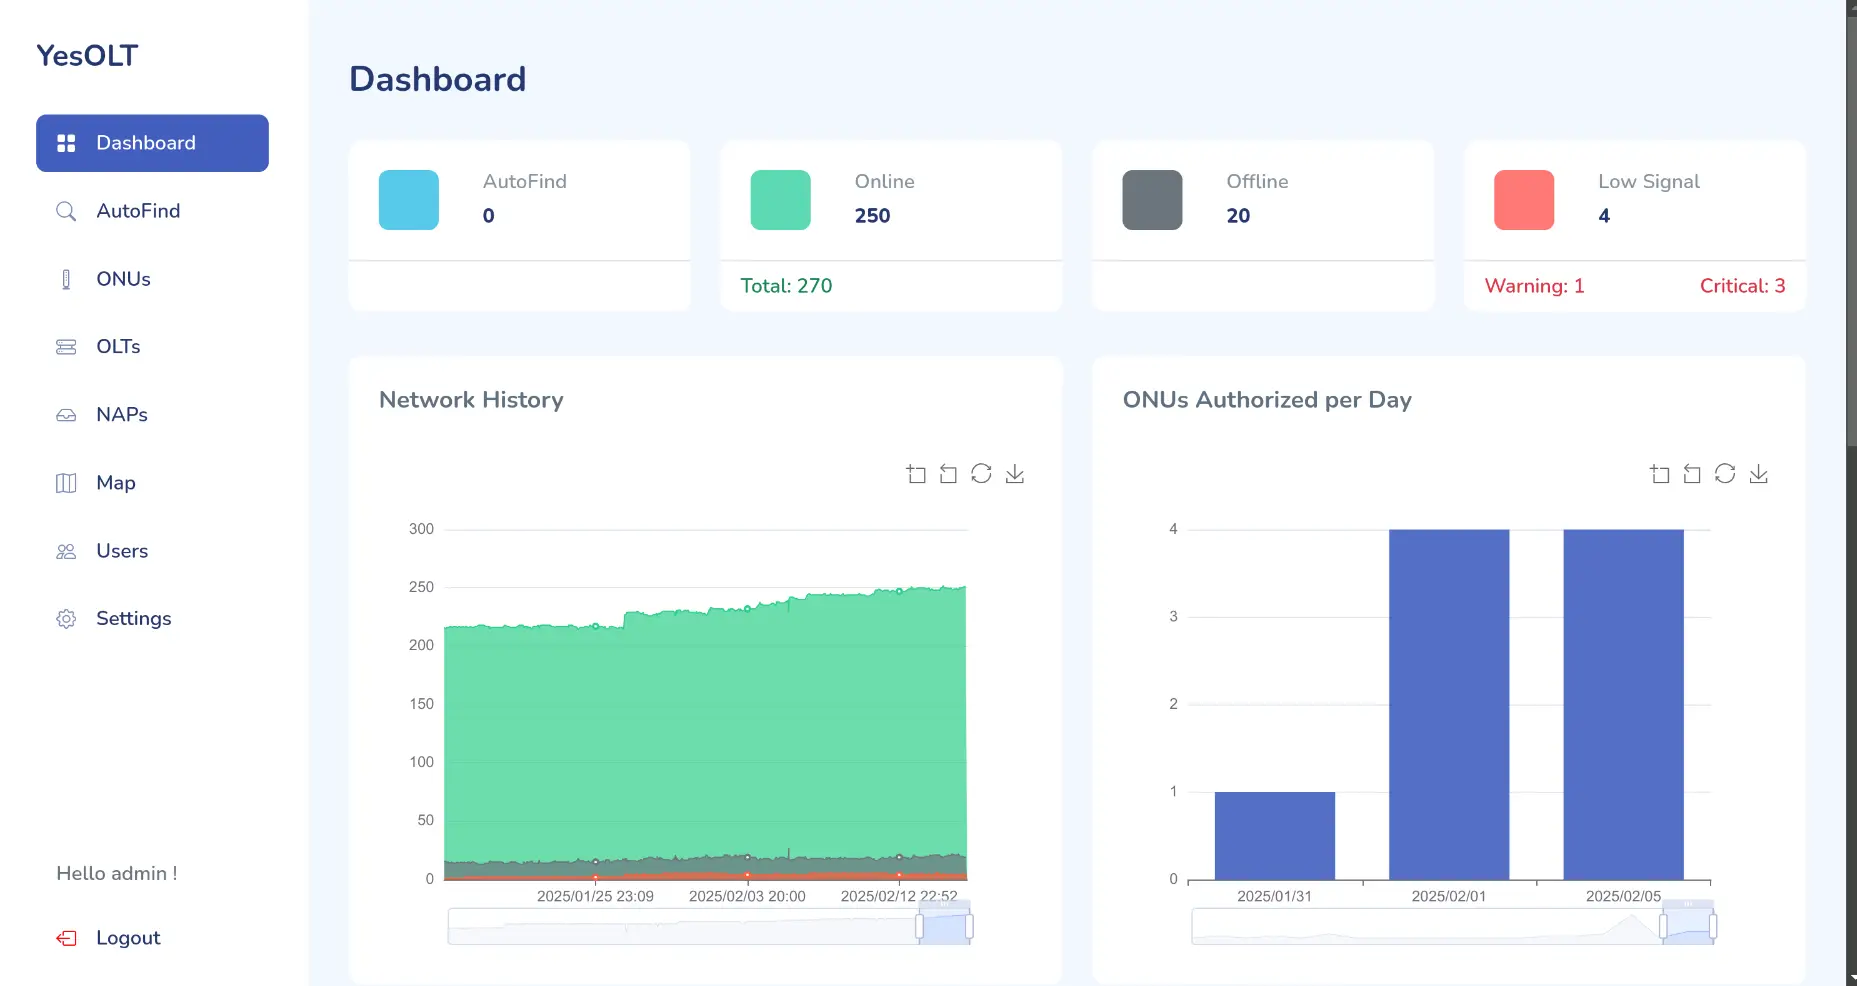 YesOLT
Dashboard
AutoFind
ONUs
OLTs
NAPs
Map
Users
Settings
Hello admin !
Logout
Dashboard
AutoFind
0
Online
250
Total: 270
Offline
20
Low Signal
4
Warning: 1 Critical: 3
Network History
300
250
200
150
100
50
0
2025/01/25 23:09 2025/02/03 20:00 2025/02/12 22:52
ONUs Authorized per Day
4
3
2
1
0
2025/01/31 2025/02/01 2025/02/05